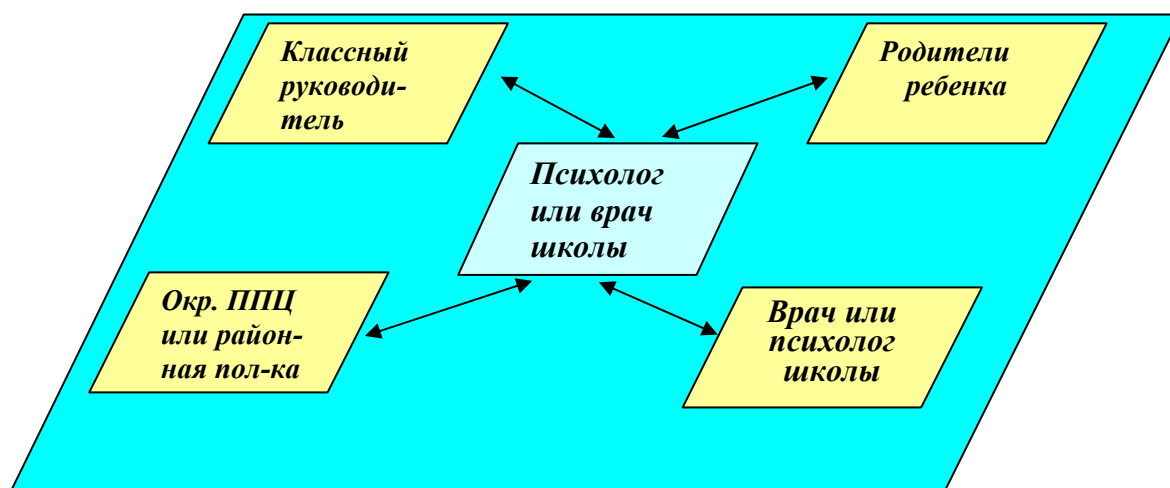 Классный
руководи-
тель
Родители
ребенка
Психолог
или врач
школы
Окр. ППЦ
или район-
ная пол-ка
Врач или
психолог
школы